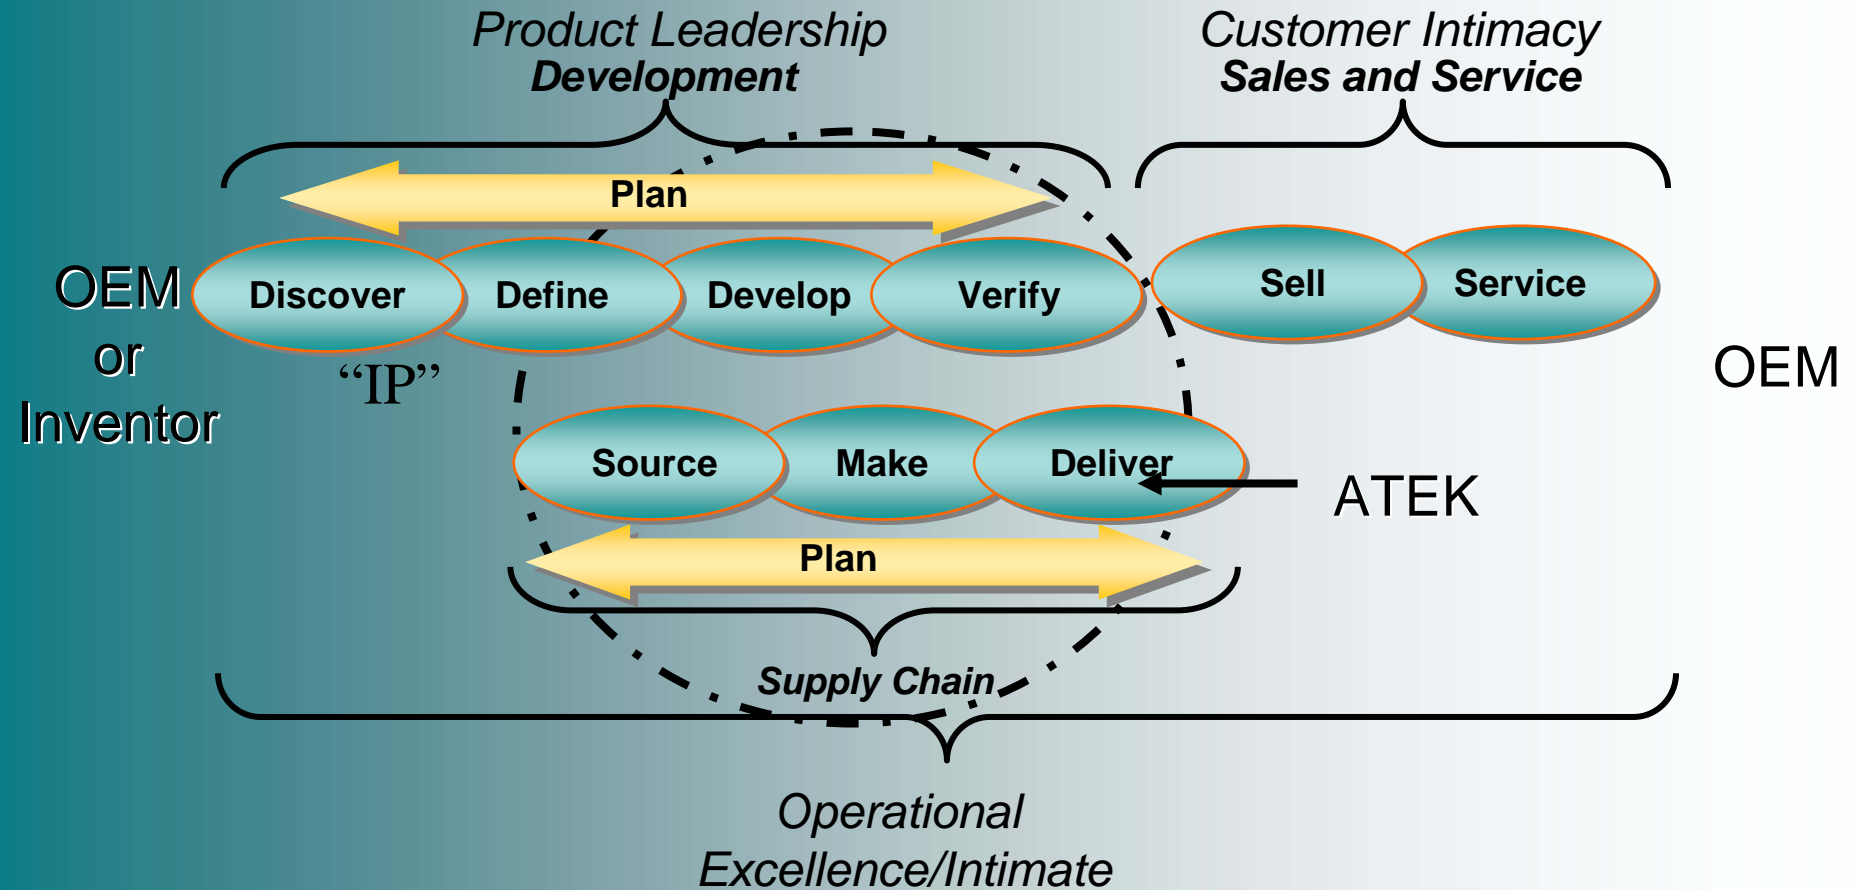 Product Leadership
Development
Customer Intimacy
Sales and Service
Plan
Discover
Define
Develop
Verify
Sell
Service
OEM
or
Inventor
“IP”
OEM
Source
Make
Deliver
ATEK
Plan
Supply Chain
Operational
Excellence/Intimate